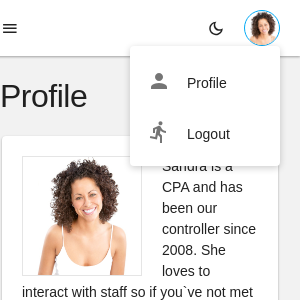 Profile
Logout
Profile
Sandra is a
CPA and has
been our
controller since
2008. She
loves to
interact with staff so if you`ve not met